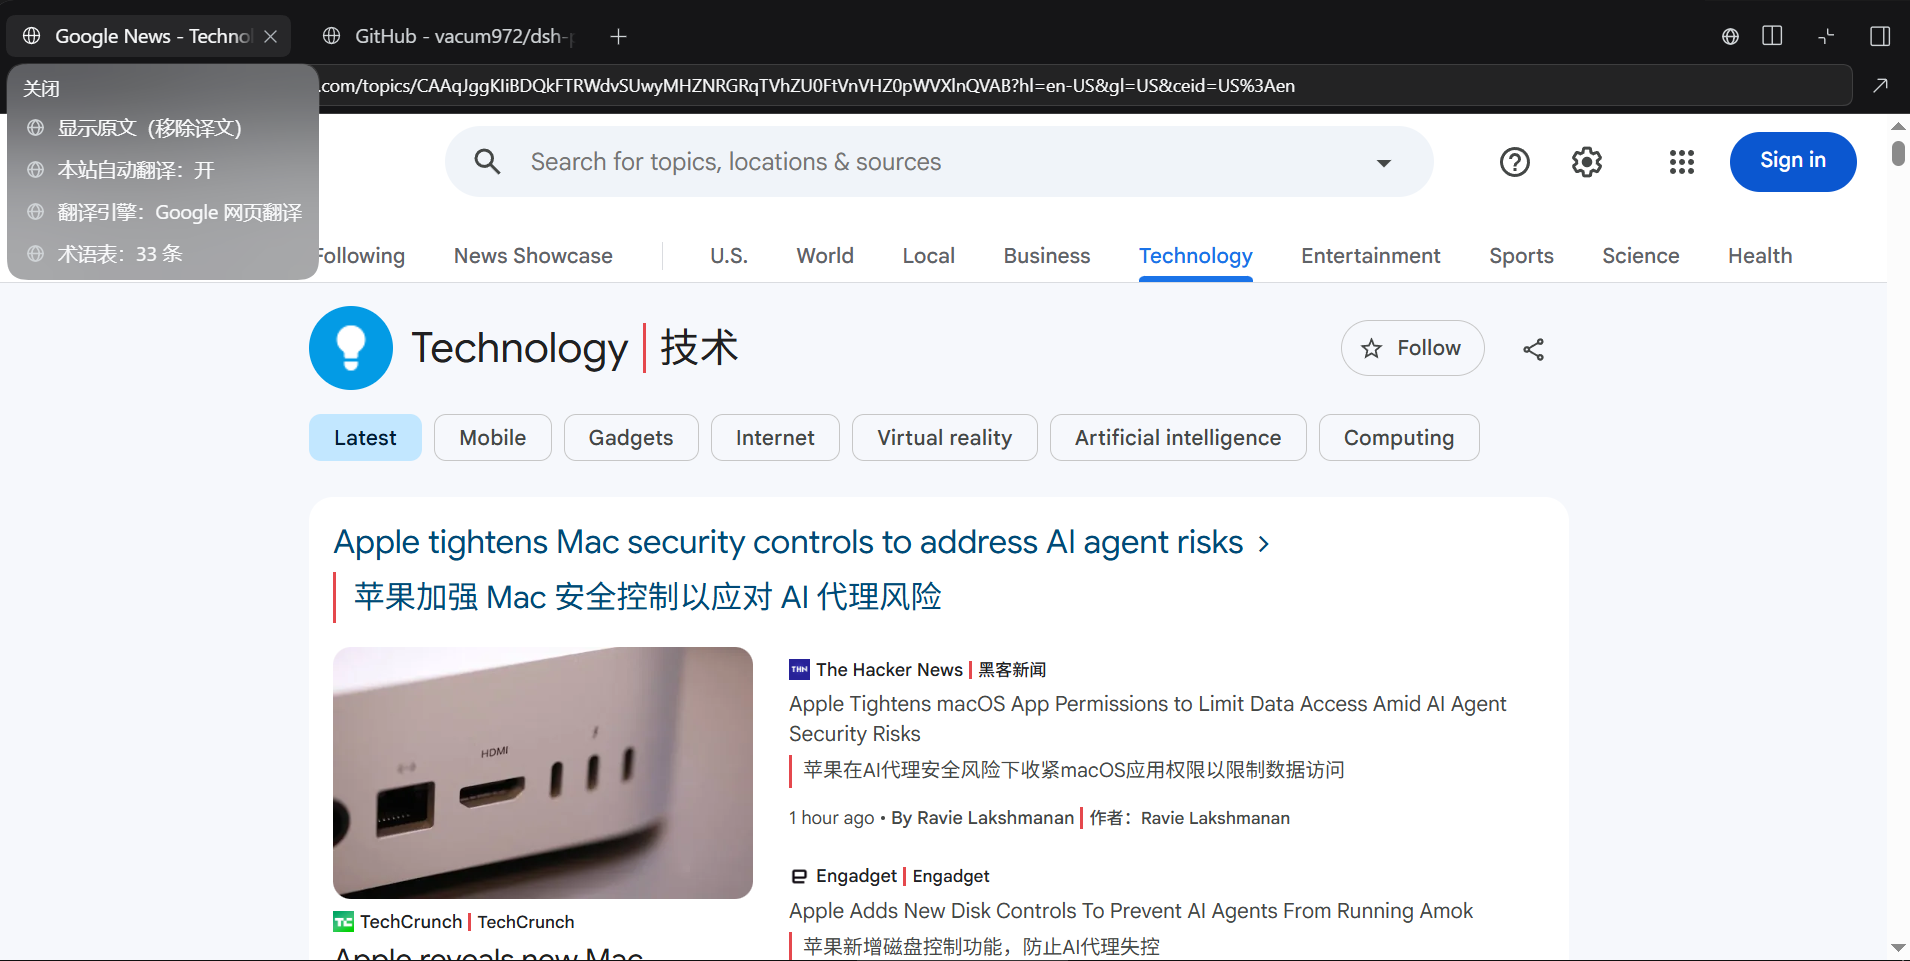 Google News - Techno
GitHub - vacum972/dsh-
关闭
显示原文（移除译文）
本站自动翻译：开
翻译引擎：Google 网页翻译
术语表：33 条
.com/topics/CAAqJggKIiBDQkFTRWdvSUwyMHZNRGRqTVhZU0FtVnVHZ0pWVXlnQVAB?hl=en-US&gl=US&ceid=US%3Aen
Search for topics, locations & sources
Sign in
Following
News Showcase
U.S.
World
Local
Business
Technology
Entertainment
Sports
Science
Health
Technology
技术
Follow
Latest
Mobile
Gadgets
Internet
Virtual reality
Artificial intelligence
Computing
Apple tightens Mac security controls to address AI agent risks
苹果加强 Mac 安全控制以应对 AI 代理风险
HDMI
TechCrunch
TechCrunch
Apple reveals new Mac
THN
The Hacker News
黑客新闻
Apple Tightens macOS App Permissions to Limit Data Access Amid AI Agent
Security Risks
苹果在AI代理安全风险下收紧macOS应用权限以限制数据访问
1 hour ago • By Ravie Lakshmanan
作者：Ravie Lakshmanan
Engadget
Engadget
Apple Adds New Disk Controls To Prevent AI Agents From Running Amok
苹果新增磁盘控制功能，防止AI代理失控